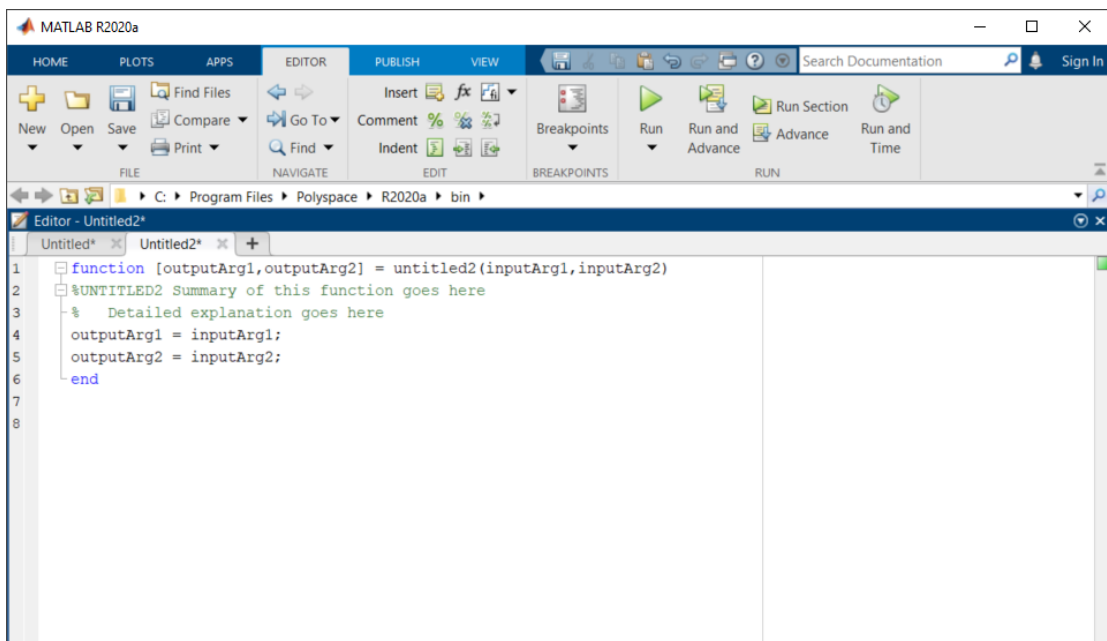 MATLAB R2020a
HOME PLOTS APPS EDITOR PUBLISH VIEW Search Documentation Sign In
New Open Save Find Files Compare Print
FILE
Go To Find
NAVIGATE
Insert fx
Comment %
Indent
EDIT
Breakpoints
BREAKPOINTS
Run Run and Advance Run Section Advance Run and Time
RUN
C: Program Files Polyspace R2020a bin
Editor - Untitled2*
Untitled* Untitled2* +
1 function [outputArg1,outputArg2] = untitled2(inputArg1,inputArg2)
2 %UNTITLED2 Summary of this function goes here
3 %   Detailed explanation goes here
4 outputArg1 = inputArg1;
5 outputArg2 = inputArg2;
6 end
7
8